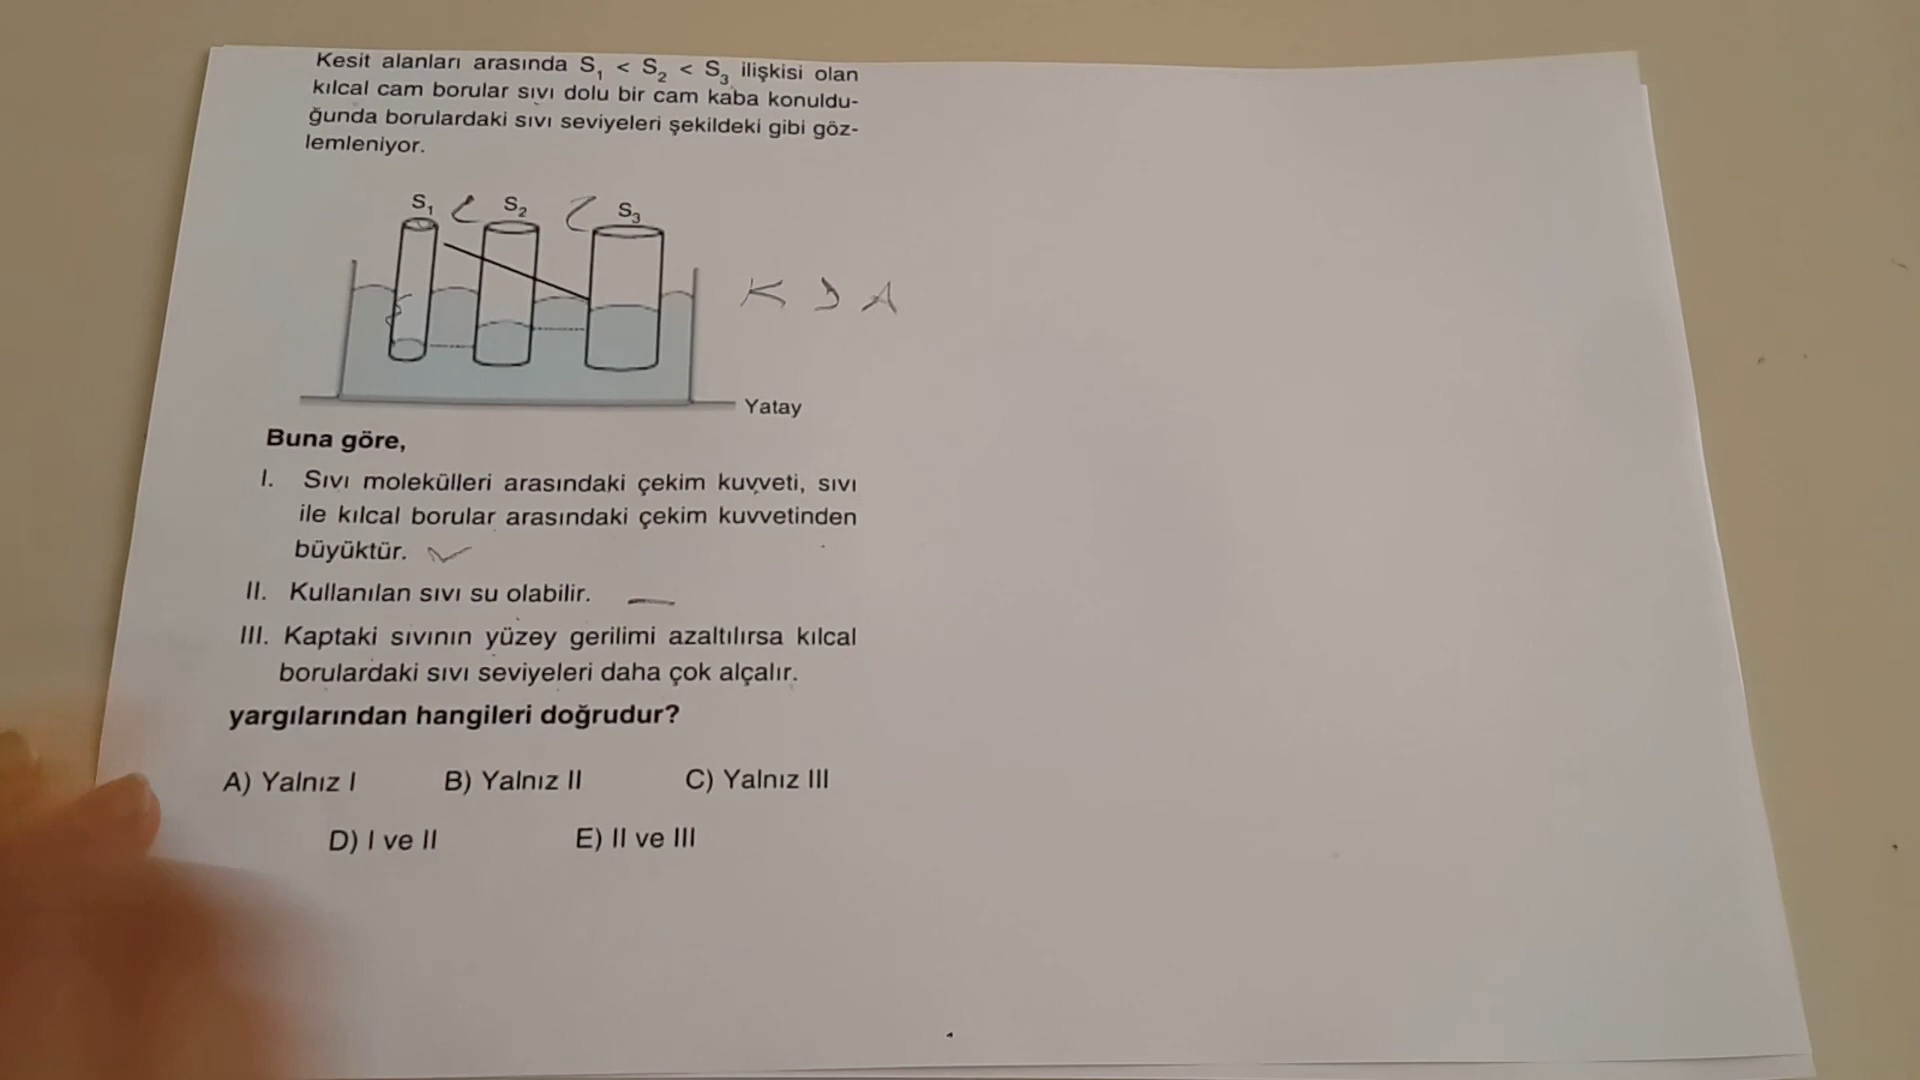 Kesit alanları arasında S₁ < S₂ < S₃ ilişkisi olan
kılcal cam borular sıvı dolu bir cam kaba konuldu-
ğunda borulardaki sıvı seviyeleri şekildeki gibi göz-
lemleniyor.
S₁ < S₂ < S₃
K > A
Yatay
Buna göre,
I. Sıvı molekülleri arasındaki çekim kuvveti, sıvı
ile kılcal borular arasındaki çekim kuvvetinden
büyüktür. ✓
II. Kullanılan sıvı su olabilir. —
III. Kaptaki sıvının yüzey gerilimi azaltılırsa kılcal
borulardaki sıvı seviyeleri daha çok alçalır.
yargılarından hangileri doğrudur?
A) Yalnız I B) Yalnız II C) Yalnız III
D) I ve II E) II ve III